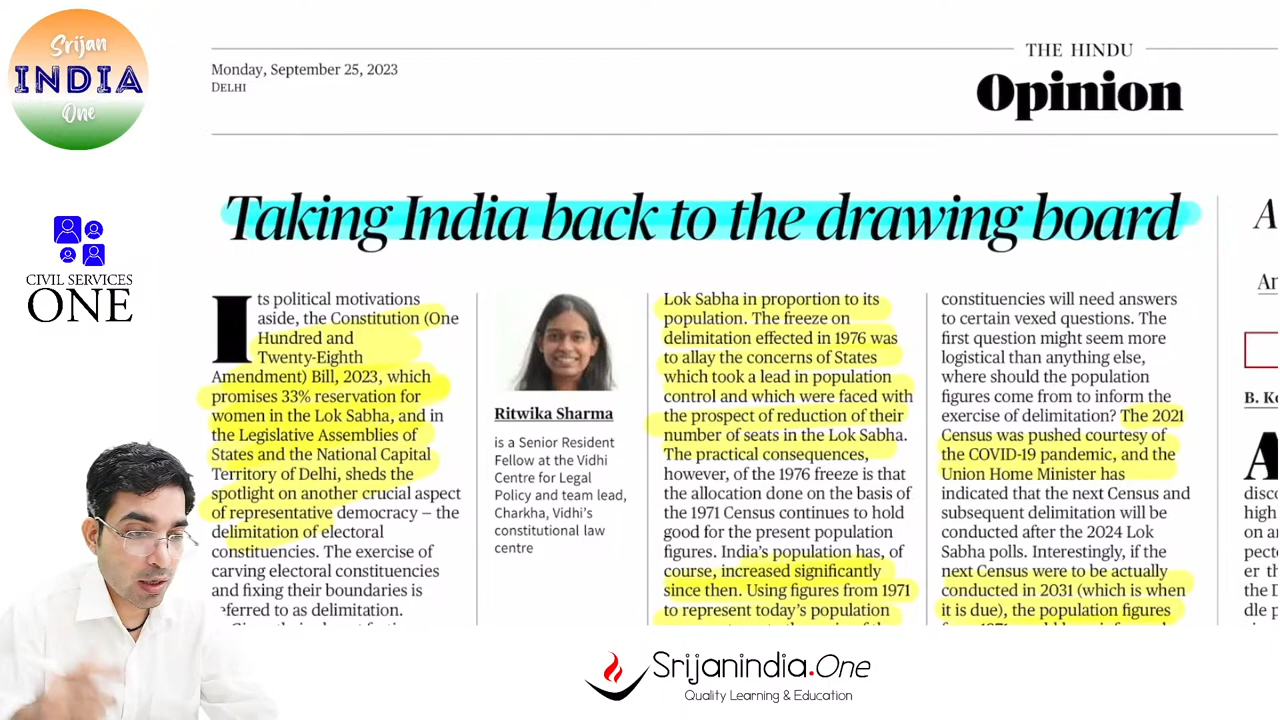 Srijan
INDIA
One
CIVIL SERVICES
ONE
Monday, September 25, 2023
DELHI
THE HINDU
Opinion
Taking India back to the drawing board
Its political motivations
aside, the Constitution (One
Hundred and
Twenty-Eighth
Amendment) Bill, 2023, which
promises 33% reservation for
women in the Lok Sabha, and in
the Legislative Assemblies of
States and the National Capital
Territory of Delhi, sheds the
spotlight on another crucial aspect
of representative democracy – the
delimitation of electoral
constituencies. The exercise of
carving electoral constituencies
and fixing their boundaries is
referred to as delimitation.
Ritwika Sharma
is a Senior Resident
Fellow at the Vidhi
Centre for Legal
Policy and team lead,
Charkha, Vidhi's
constitutional law
centre
Lok Sabha in proportion to its
population. The freeze on
delimitation effected in 1976 was
to allay the concerns of States
which took a lead in population
control and which were faced with
the prospect of reduction of their
number of seats in the Lok Sabha.
The practical consequences,
however, of the 1976 freeze is that
the allocation done on the basis of
the 1971 Census continues to hold
good for the present population
figures. India's population has, of
course, increased significantly
since then. Using figures from 1971
to represent today's population
constituencies will need answers
to certain vexed questions. The
first question might seem more
logistical than anything else,
where should the population
figures come from to inform the
exercise of delimitation? The 2021
Census was pushed courtesy of
the COVID-19 pandemic, and the
Union Home Minister has
indicated that the next Census and
subsequent delimitation will be
conducted after the 2024 Lok
Sabha polls. Interestingly, if the
next Census were to be actually
conducted in 2031 (which is when
it is due), the population figures
A
B. K
A
disco
high
on a
pect
er th
the D
dle p
Srijanindia.One
Quality Learning & Education